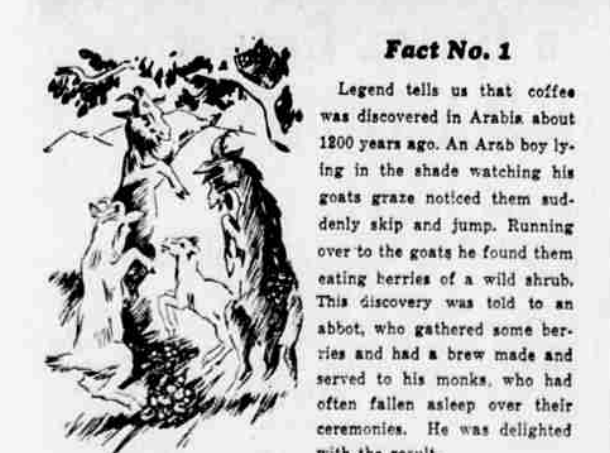 Fact No. 1
Legend tells us that coffee
was discovered in Arabia about
1200 years ago. An Arab boy ly-
ing in the shade watching his
goats graze noticed them sud-
denly skip and jump. Running
over to the goats he found them
eating berries of a wild shrub.
This discovery was told to an
abbot, who gathered some ber-
ries and had a brew made and
served to his monks, who had
often fallen asleep over their
ceremonies. He was delighted
with the result.